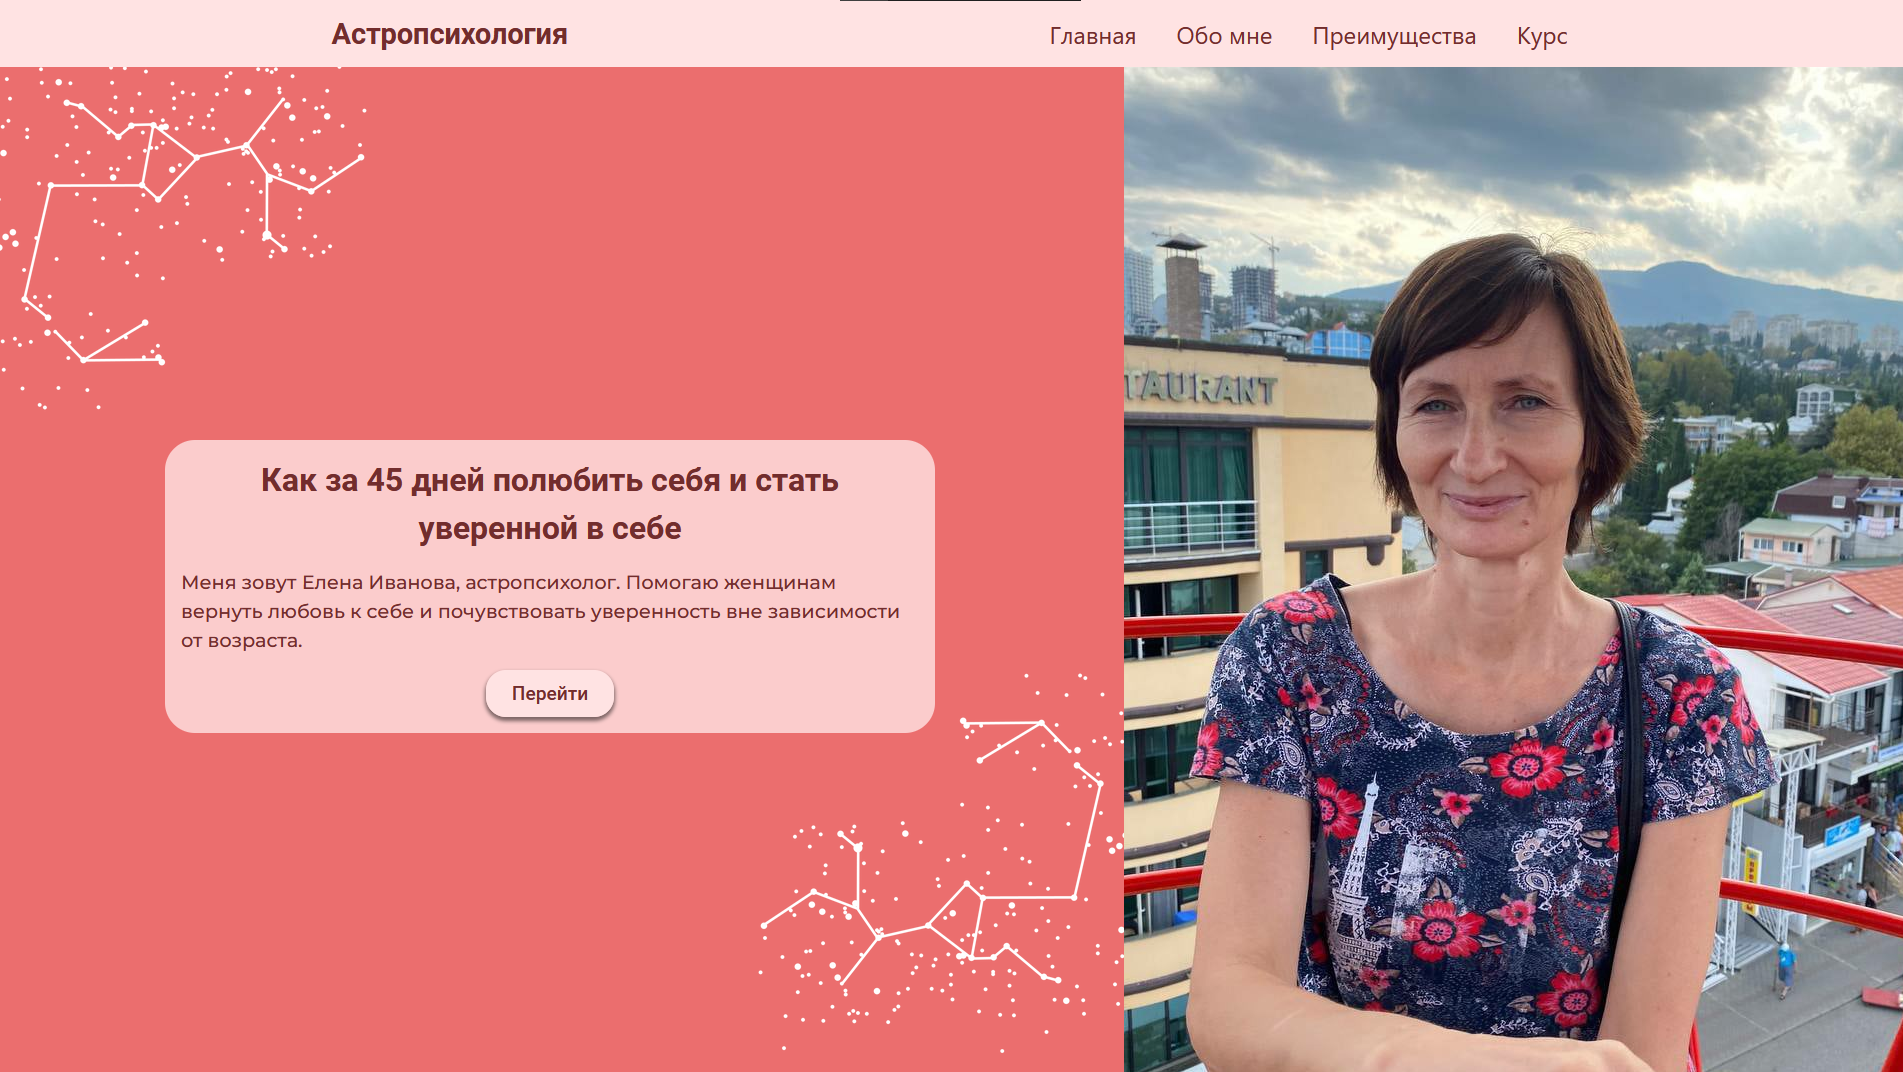 Астропсихология
Главная Обо мне Преимущества Курс
Как за 45 дней полюбить себя и стать
уверенной в себе
Меня зовут Елена Иванова, астропсихолог. Помогаю женщинам
вернуть любовь к себе и почувствовать уверенность вне зависимости
от возраста.
Перейти
TAURANT